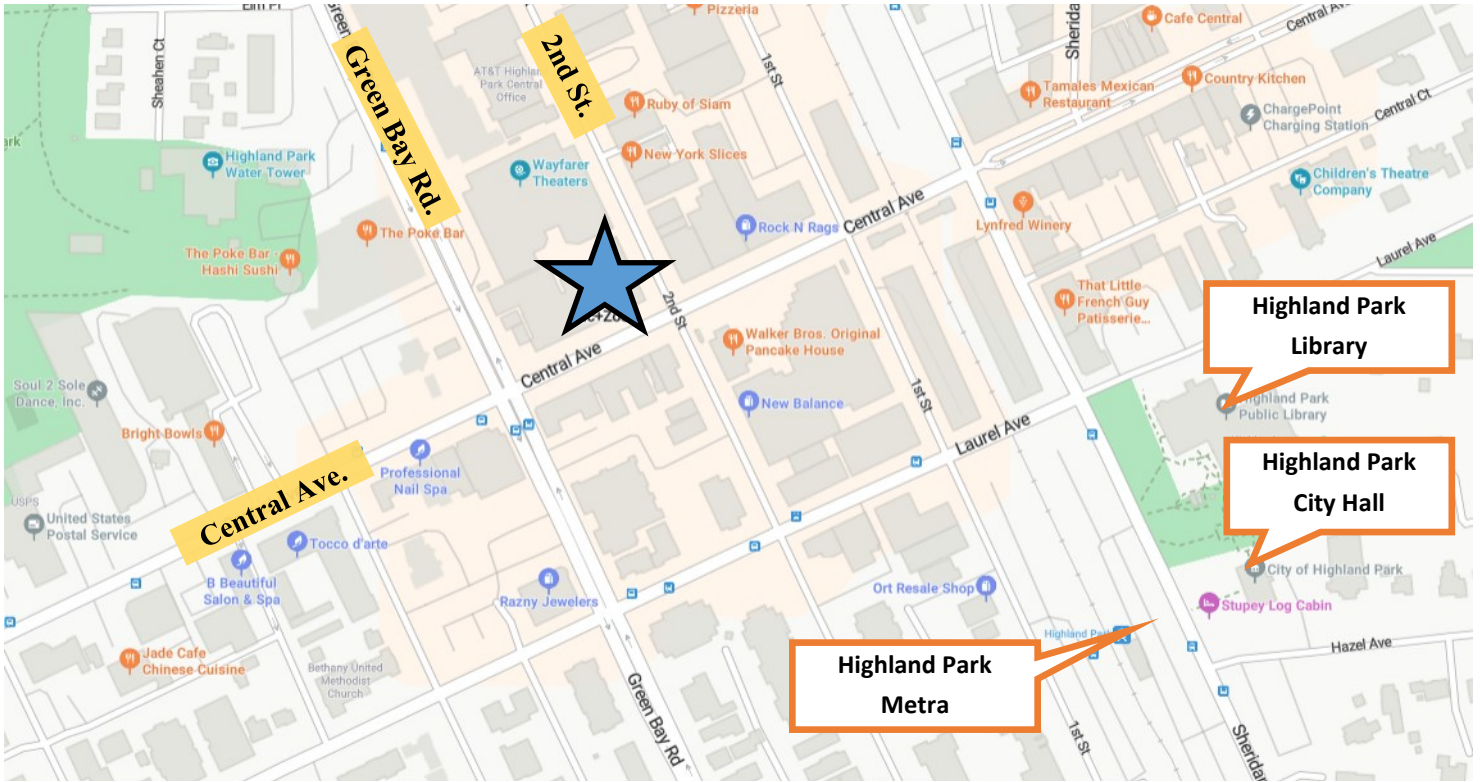 Elm Pl
Green
Pizzeria
Cafe Central
Central Ave
Sheridan
Sheahen Ct
Green Bay Rd.
2nd St.
1st St
AT&T Highland
Park Central
Office
Ruby of Siam
Tamales Mexican
Restaurant
Country Kitchen
ChargePoint
Charging Station
Central Ct
Highland Park
Water Tower
Wayfarer
Theaters
New York Slices
Children's Theatre
Company
The Poke Bar
Rock N Rags
Central Ave
Lynfred Winery
The Poke Bar -
Hashi Sushi
Laurel Ave
2nd St
That Little
French Guy
Patisserie...
Highland Park
Library
Walker Bros. Original
Pancake House
Central Ave
Soul 2 Sole
Dance, Inc.
New Balance
1st St
Highland Park
Public Library
Bright Bowls
Laurel Ave
Professional
Nail Spa
Highland Park
City Hall
Central Ave.
USPS
United States
Postal Service
Tocco d'arte
B Beautiful
Salon & Spa
Razny Jewelers
Ort Resale Shop
City of Highland Park
Stupey Log Cabin
Highland Park
Hazel Ave
Jade Cafe
Chinese Cuisine
Bethany United
Methodist
Church
Highland Park
Metra
Green Bay Rd
1st St
Sheridan